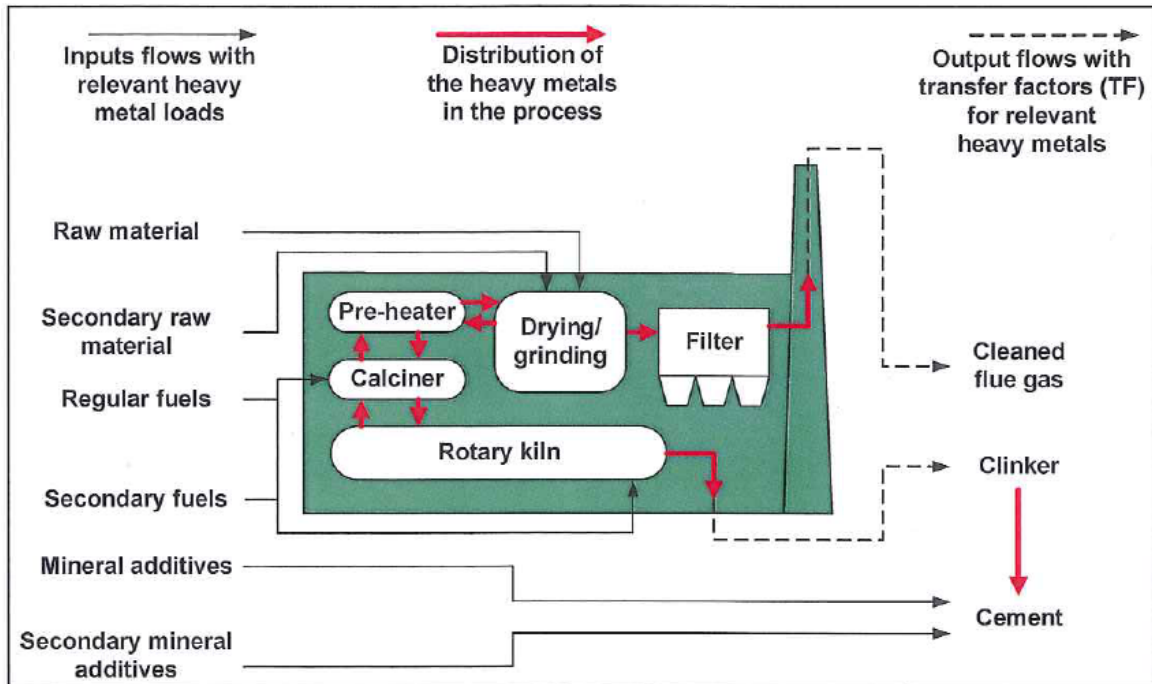 Inputs flows with
relevant heavy
metal loads
Distribution of
the heavy metals
in the process
Output flows with
transfer factors (TF)
for relevant
heavy metals
Raw material
Secondary raw
material
Regular fuels
Secondary fuels
Mineral additives
Secondary mineral
additives
Pre-heater
Calciner
Drying/
grinding
Filter
Rotary kiln
Cleaned
flue gas
Clinker
Cement